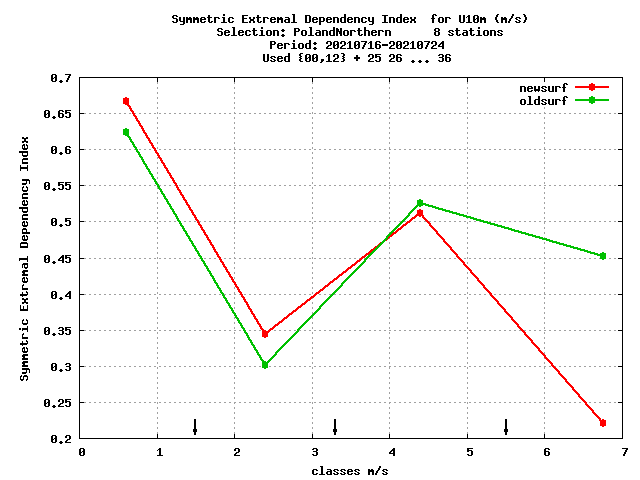 Symmetric Extremal Dependency Index  for U10m (m/s)
Selection: PolandNorthern      8 stations
Period: 20210716-20210724
Used {00,12} + 25 26 ... 36
newsurf
oldsurf
Symmetric Extremal Dependency Index
0.7
0.65
0.6
0.55
0.5
0.45
0.4
0.35
0.3
0.25
0.2
0 1 2 3 4 5 6 7
classes m/s